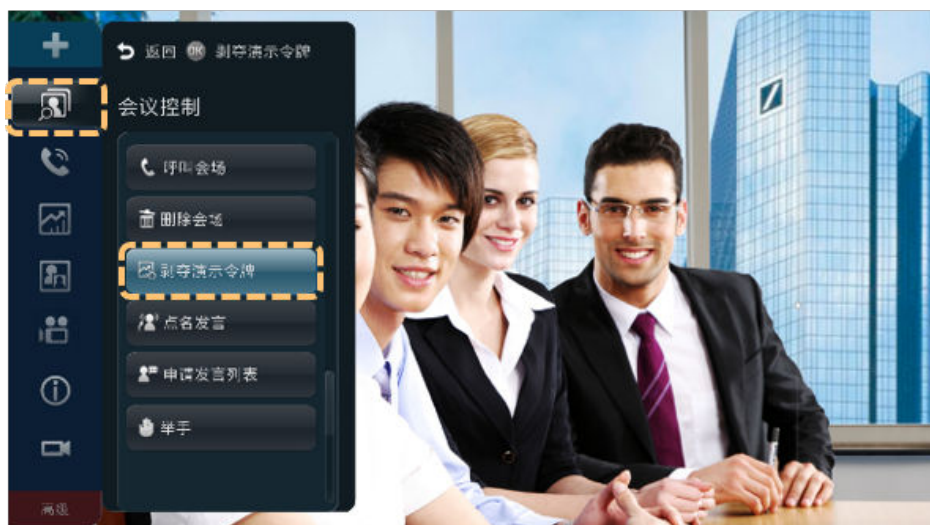 返回 OK 剥夺演示令牌
会议控制
呼叫会场
删除会场
剥夺演示令牌
点名发言
申请发言列表
举手
高级